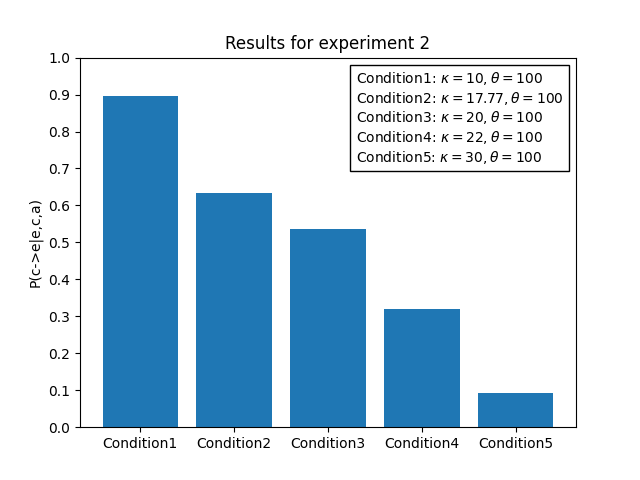 Results for experiment 2
P(c->e|e,c,a)
1.0
0.9
0.8
0.7
0.6
0.5
0.4
0.3
0.2
0.1
0.0
Condition1: κ = 10, θ = 100
Condition2: κ = 17.77, θ = 100
Condition3: κ = 20, θ = 100
Condition4: κ = 22, θ = 100
Condition5: κ = 30, θ = 100
Condition1 Condition2 Condition3 Condition4 Condition5